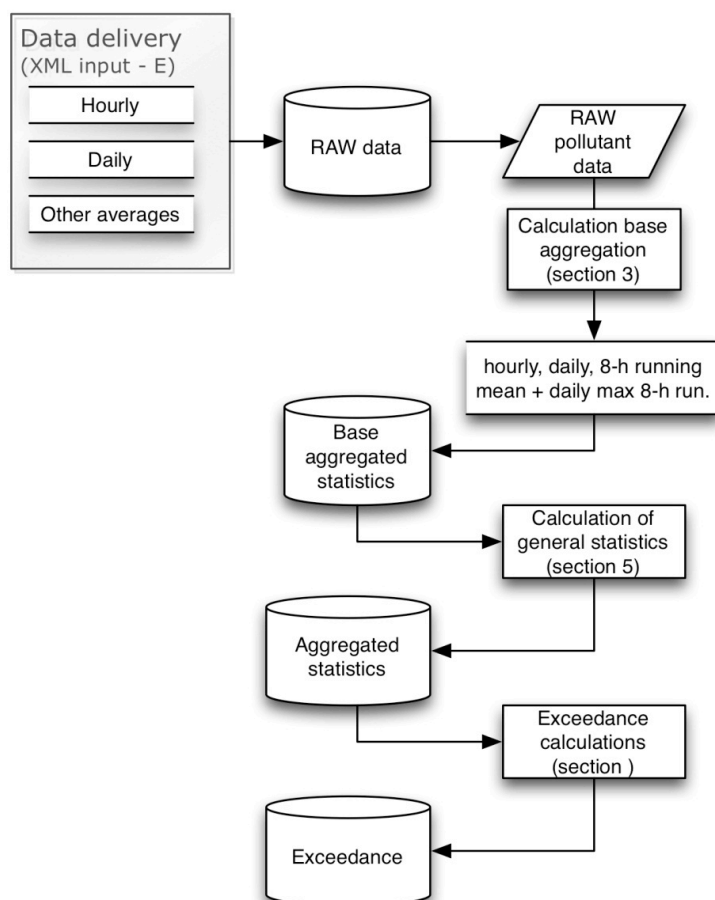 Data delivery
(XML input - E)
Hourly
Daily
Other averages
RAW data
RAW
pollutant
data
Calculation base
aggregation
(section 3)
hourly, daily, 8-h running
mean + daily max 8-h run.
Base
aggregated
statistics
Calculation of
general statistics
(section 5)
Aggregated
statistics
Exceedance
calculations
(section )
Exceedance